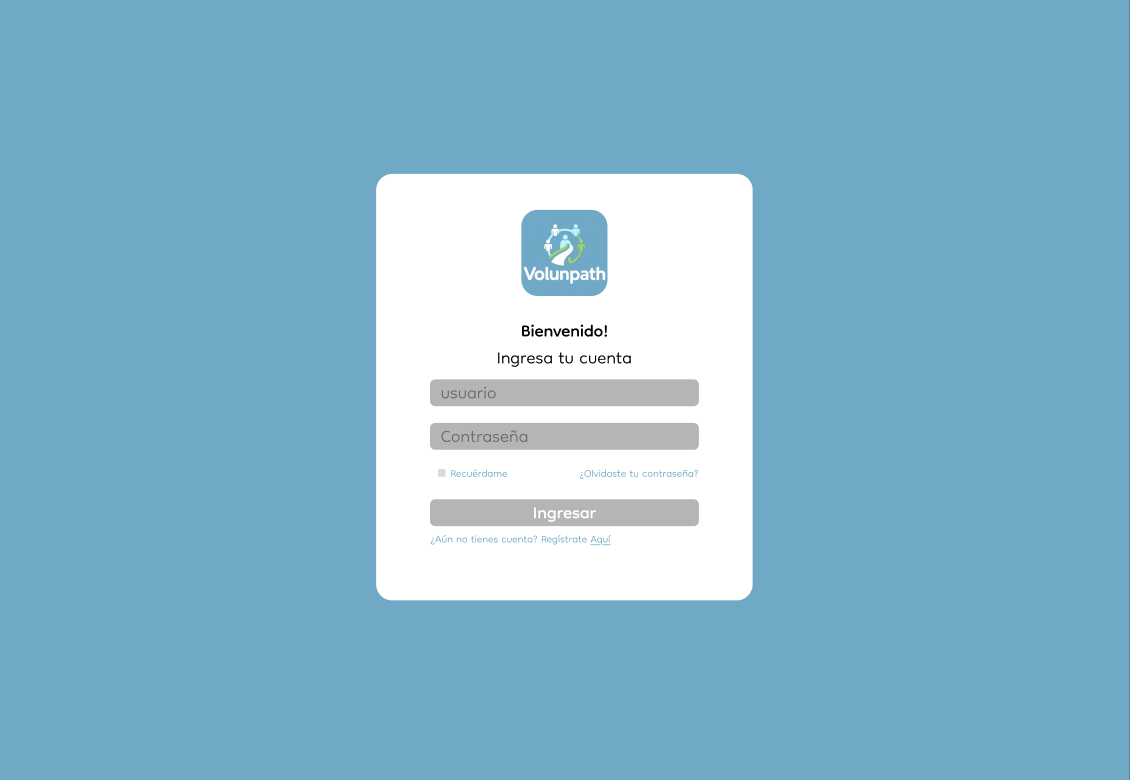 Volunpath
Bienvenido!
Ingresa tu cuenta
usuario
Contraseña
Recuérdame ¿Olvidaste tu contraseña?
Ingresar
¿Aún no tienes cuenta? Regístrate Aquí